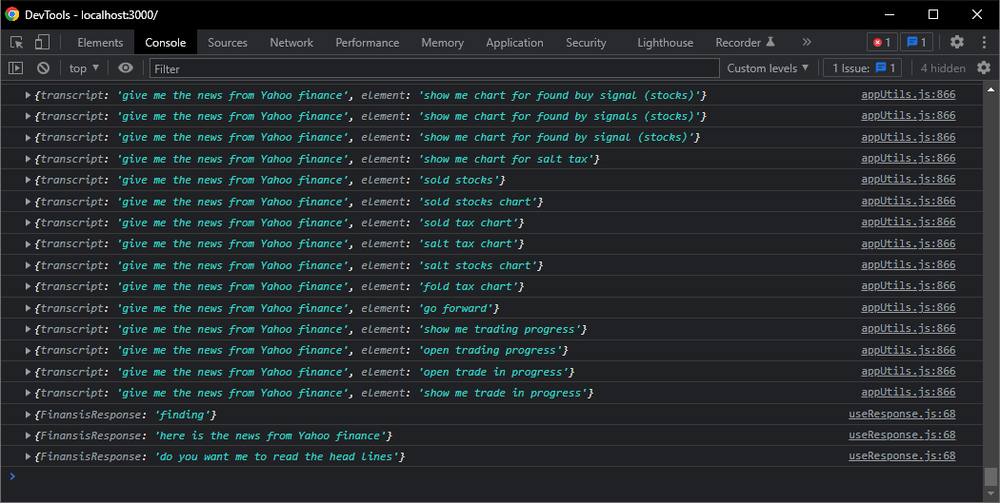 DevTools - localhost:3000/
Elements Console Sources Network Performance Memory Application Security Lighthouse Recorder » 1 1
top ▼ Filter Custom levels ▼ 1 Issue: 1 4 hidden
▶{transcript: 'give me the news from Yahoo finance', element: 'show me chart for found buy signal (stocks)'} appUtils.js:866
▶{transcript: 'give me the news from Yahoo finance', element: 'show me chart for found by signals (stocks)'} appUtils.js:866
▶{transcript: 'give me the news from Yahoo finance', element: 'show me chart for found by signal (stocks)'} appUtils.js:866
▶{transcript: 'give me the news from Yahoo finance', element: 'show me chart for salt tax'} appUtils.js:866
▶{transcript: 'give me the news from Yahoo finance', element: 'sold stocks'} appUtils.js:866
▶{transcript: 'give me the news from Yahoo finance', element: 'sold stocks chart'} appUtils.js:866
▶{transcript: 'give me the news from Yahoo finance', element: 'sold tax chart'} appUtils.js:866
▶{transcript: 'give me the news from Yahoo finance', element: 'salt tax chart'} appUtils.js:866
▶{transcript: 'give me the news from Yahoo finance', element: 'salt stocks chart'} appUtils.js:866
▶{transcript: 'give me the news from Yahoo finance', element: 'fold tax chart'} appUtils.js:866
▶{transcript: 'give me the news from Yahoo finance', element: 'go forward'} appUtils.js:866
▶{transcript: 'give me the news from Yahoo finance', element: 'show me trading progress'} appUtils.js:866
▶{transcript: 'give me the news from Yahoo finance', element: 'open trading progress'} appUtils.js:866
▶{transcript: 'give me the news from Yahoo finance', element: 'open trade in progress'} appUtils.js:866
▶{transcript: 'give me the news from Yahoo finance', element: 'show me trade in progress'} appUtils.js:866
▶{FinansisResponse: 'finding'} useResponse.js:68
▶{FinansisResponse: 'here is the news from Yahoo finance'} useResponse.js:68
▶{FinansisResponse: 'do you want me to read the head lines'} useResponse.js:68
>